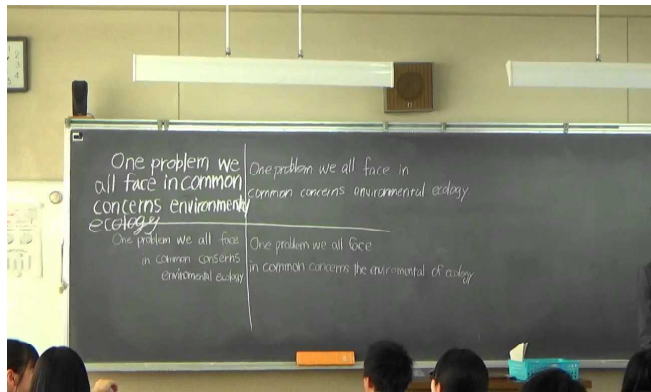 One problem we
all face in common
concerns environmental
ecology
One problem we all face in
common concerns environmental ecology
One problem we all face
in common conserns
enviromental ecology
One problem we all face
in common concerns the enviromental of ecology